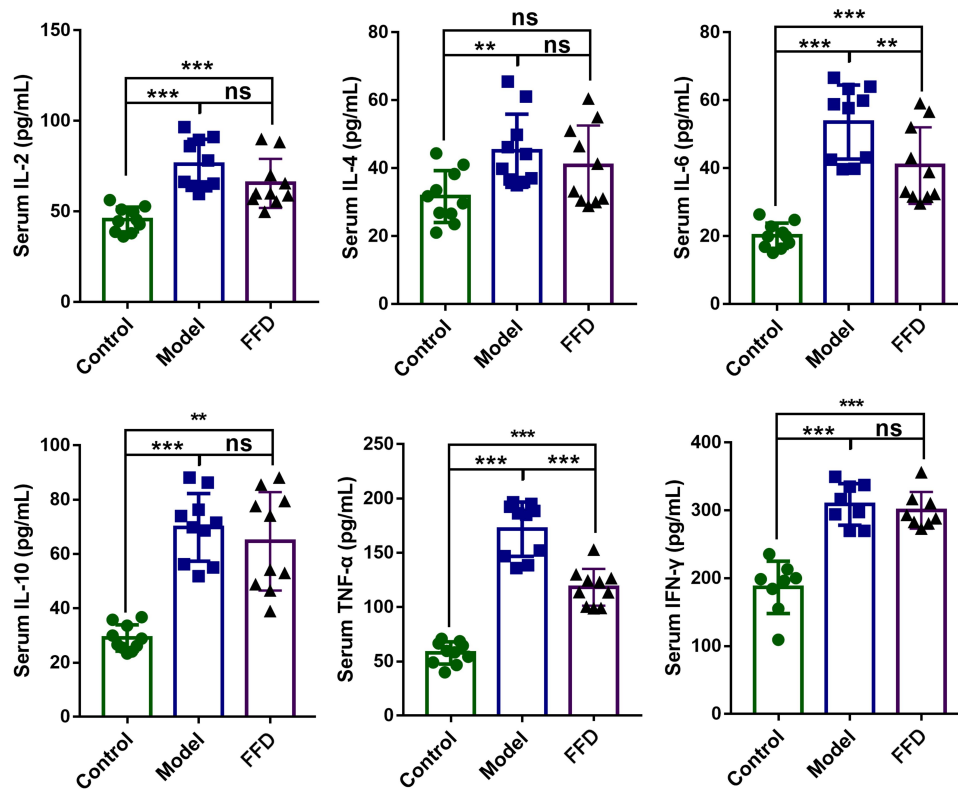 Serum IL-2 (pg/mL)
150
100
50
0
***
***
ns
Control
Model
FFD
Serum IL-4 (pg/mL)
80
60
40
20
0
ns
**
ns
Control
Model
FFD
Serum IL-6 (pg/mL)
80
60
40
20
0
***
***
**
Control
Model
FFD
Serum IL-10 (pg/mL)
100
80
60
40
20
0
**
***
ns
Control
Model
FFD
Serum TNF-α (pg/mL)
250
200
150
100
50
0
***
***
***
Control
Model
FFD
Serum IFN-γ (pg/mL)
400
300
200
100
0
***
***
ns
Control
Model
FFD